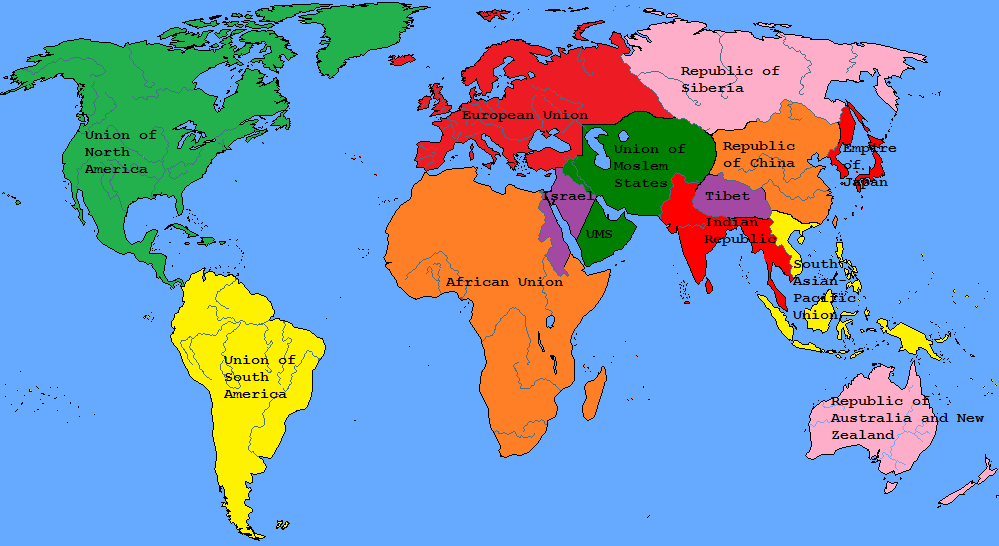 Republic of
Siberia
European Union
Union of
North
America
Union of
Moslem
States
Republic
of China
Empire
of
Japan
Israel
Tibet
UMS
Indian
Republic
African Union
South
Asian
Pacific
Union
Union of
South
America
Republic of
Australia and New
Zealand